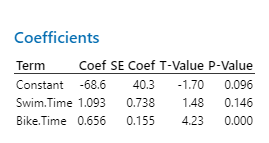 Coefficients
Term Coef SE Coef T-Value P-Value
Constant -68.6 40.3 -1.70 0.096
Swim.Time 1.093 0.738 1.48 0.146
Bike.Time 0.656 0.155 4.23 0.000